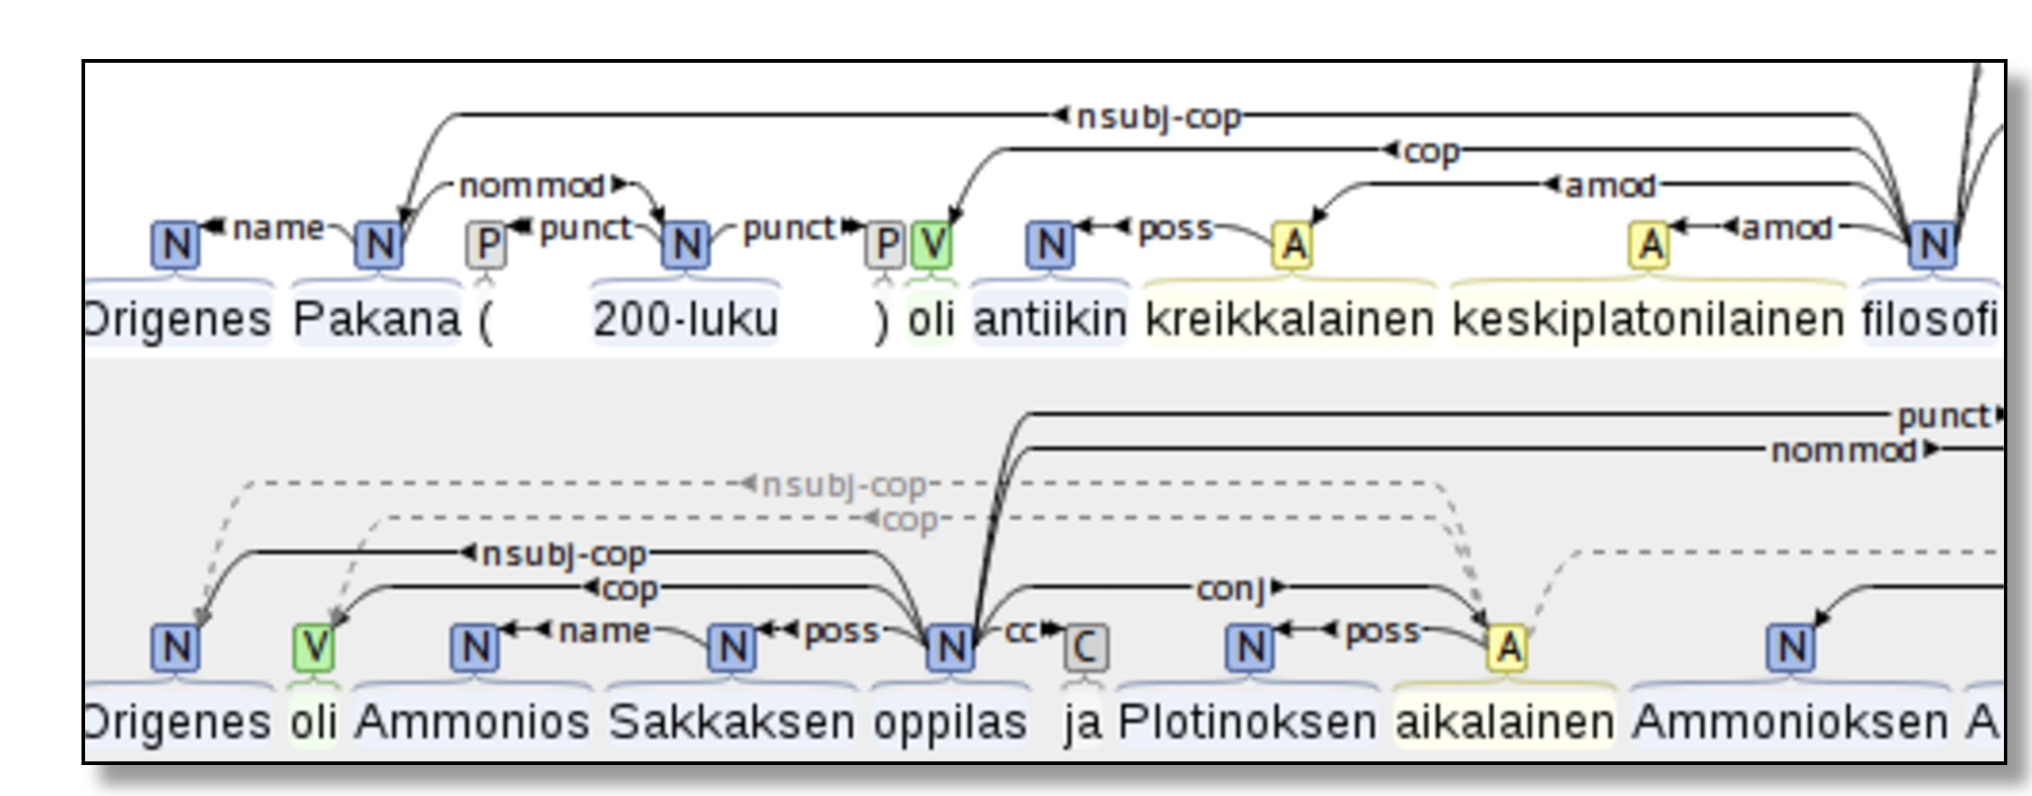 nsubj-cop
cop
nommod amod
name punct punct poss amod
N N P N P V N A A N
Origenes Pakana ( 200-luku ) oli antiikin kreikkalainen keskiplatonilainen filosofi
punct
nommod
nsubj-cop
cop
nsubj-cop
cop conj
name poss cc poss
N V N N N C N A N
Origenes oli Ammonios Sakkaksen oppilas ja Plotinoksen aikalainen Ammonioksen A